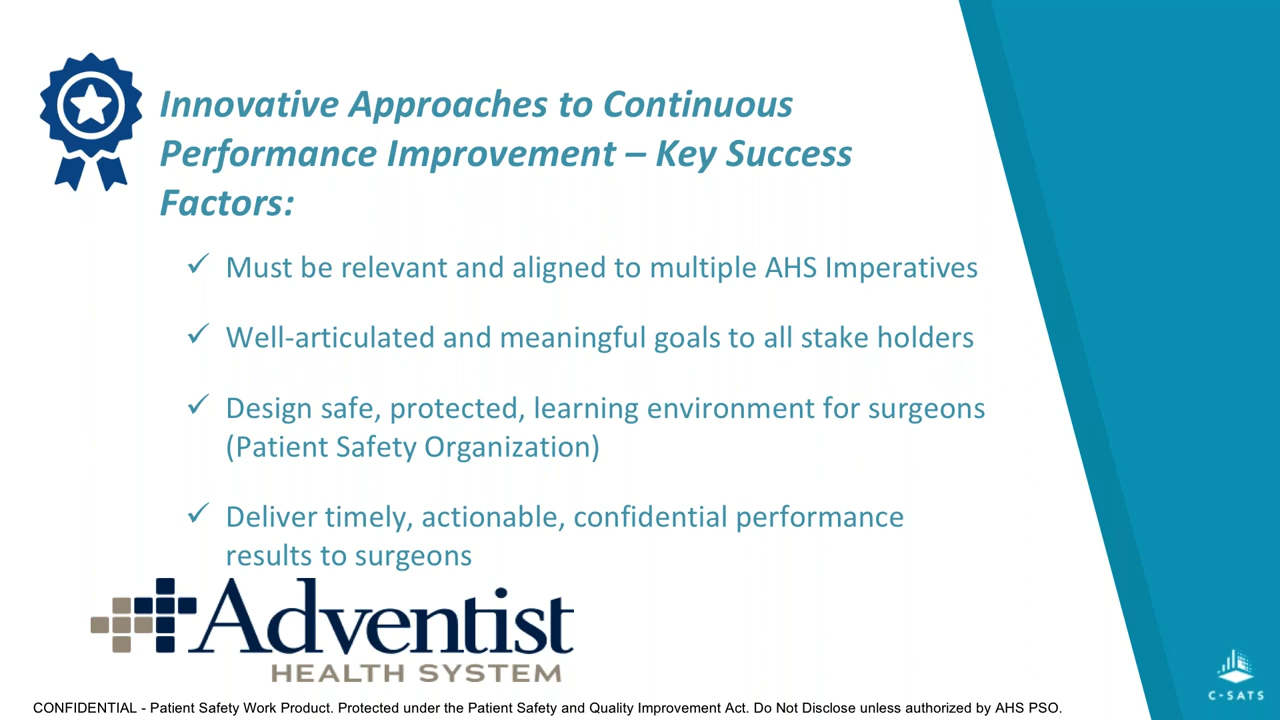 Innovative Approaches to Continuous
Performance Improvement – Key Success
Factors:
✓ Must be relevant and aligned to multiple AHS Imperatives
✓ Well-articulated and meaningful goals to all stake holders
✓ Design safe, protected, learning environment for surgeons
(Patient Safety Organization)
✓ Deliver timely, actionable, confidential performance
results to surgeons
Adventist
HEALTH SYSTEM
C-SATS
CONFIDENTIAL - Patient Safety Work Product. Protected under the Patient Safety and Quality Improvement Act. Do Not Disclose unless authorized by AHS PSO.